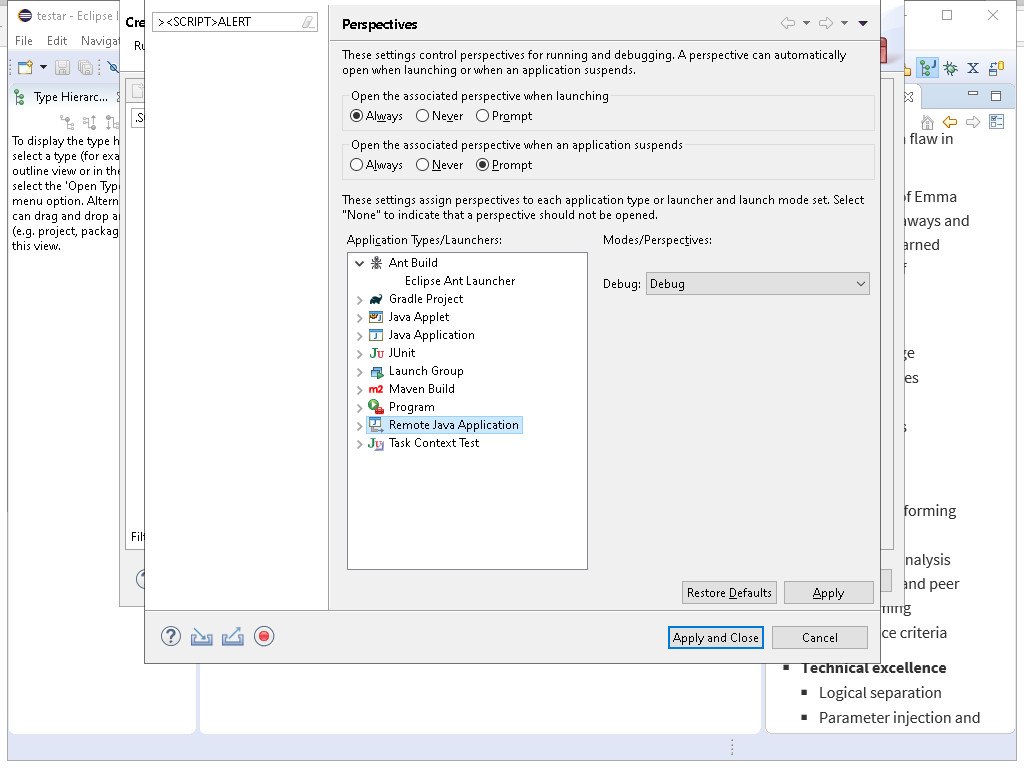 testar - Eclipse I
File Edit Navigat
Type Hierarc...
To display the type h
select a type (for exa
outline view or in the
select the 'Open Type
menu option. Altern
can drag and drop a
(e.g. project, packag
this view.
Cre
Ru
.S
Filt
><SCRIPT>ALERT
Perspectives
These settings control perspectives for running and debugging. A perspective can automatically
open when launching or when an application suspends.
Open the associated perspective when launching
Always Never Prompt
Open the associated perspective when an application suspends
Always Never Prompt
These settings assign perspectives to each application type or launcher and launch mode set. Select
"None" to indicate that a perspective should not be opened.
Application Types/Launchers:
Ant Build
Eclipse Ant Launcher
Gradle Project
Java Applet
Java Application
JUnit
Launch Group
Maven Build
Program
Remote Java Application
Task Context Test
Modes/Perspectives:
Debug: Debug
Restore Defaults Apply
Apply and Close Cancel
flaw in
of Emma
aways and
arned
f
ge
es
s
forming
nalysis
and peer
ning
ce criteria
Technical excellence
Logical separation
Parameter injection and